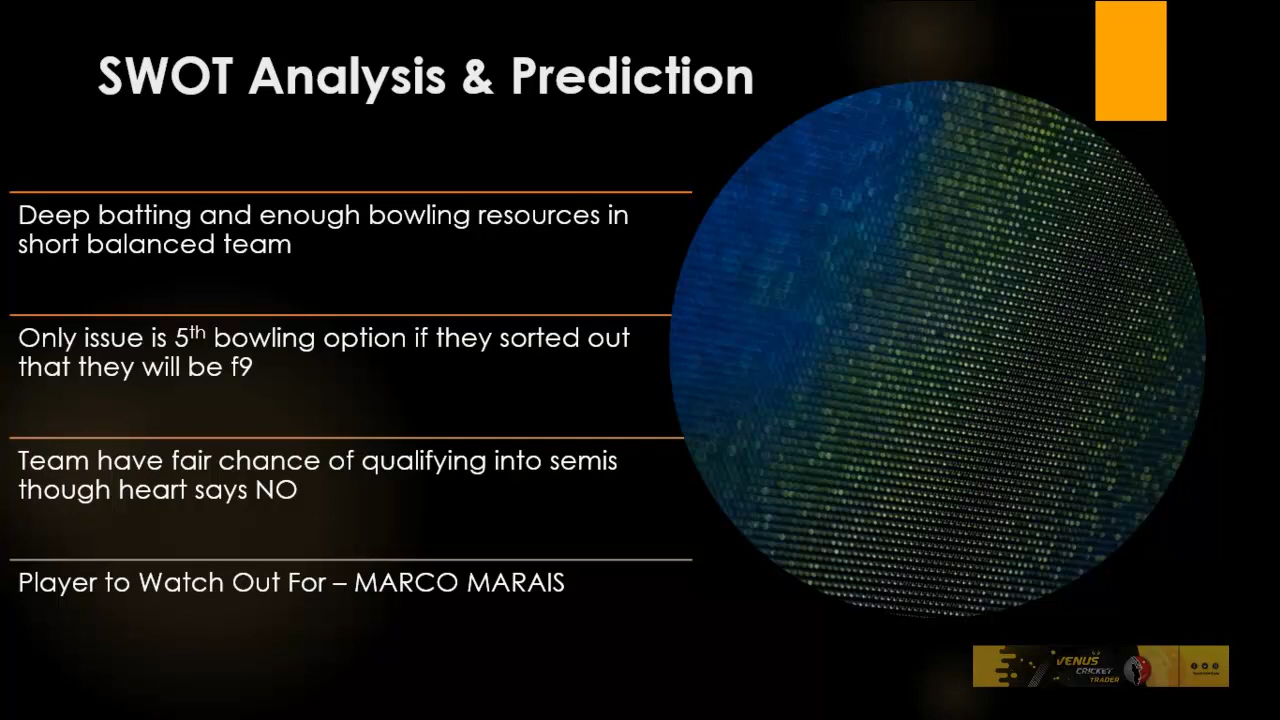 SWOT Analysis & Prediction
Deep batting and enough bowling resources in
short balanced team
Only issue is 5th bowling option if they sorted out
that they will be f9
Team have fair chance of qualifying into semis
though heart says NO
Player to Watch Out For – MARCO MARAIS
VENUS
CRICKET
TRADER